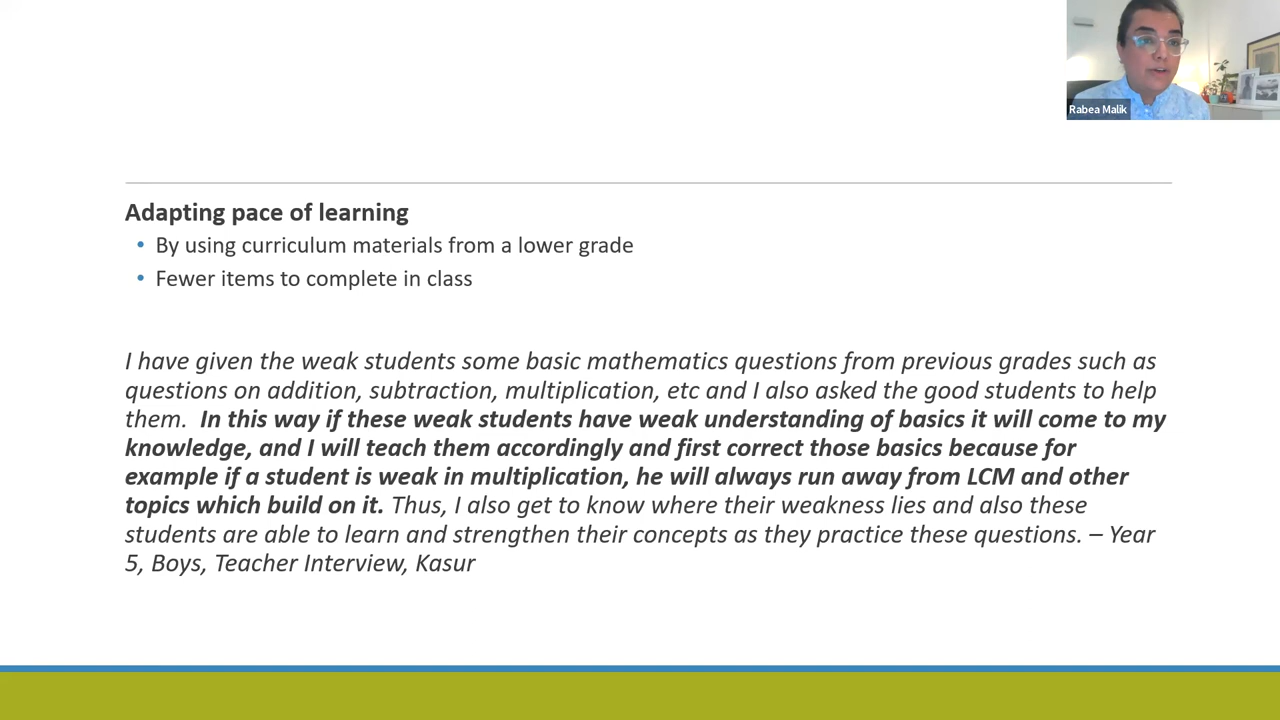 Rabea Malik
Adapting pace of learning
• By using curriculum materials from a lower grade
• Fewer items to complete in class
I have given the weak students some basic mathematics questions from previous grades such as
questions on addition, subtraction, multiplication, etc and I also asked the good students to help
them. In this way if these weak students have weak understanding of basics it will come to my
knowledge, and I will teach them accordingly and first correct those basics because for
example if a student is weak in multiplication, he will always run away from LCM and other
topics which build on it. Thus, I also get to know where their weakness lies and also these
students are able to learn and strengthen their concepts as they practice these questions. – Year
5, Boys, Teacher Interview, Kasur